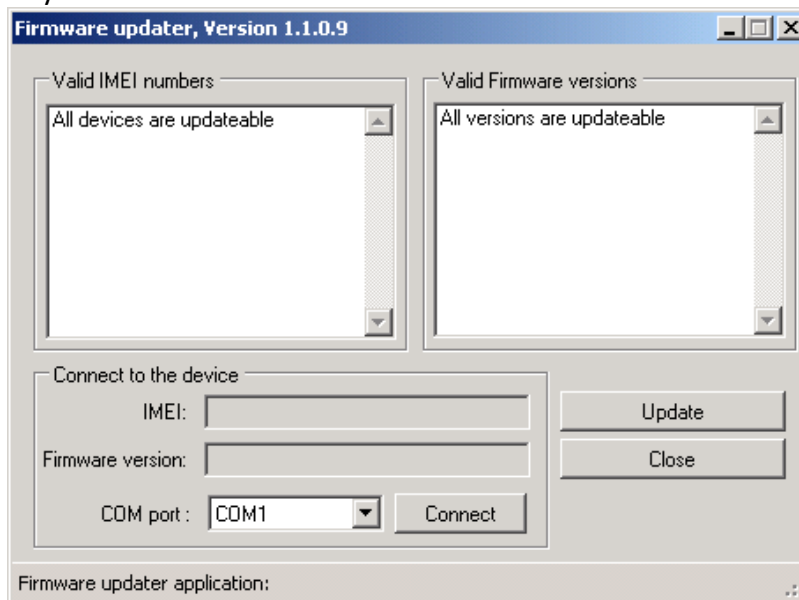 Firmware updater, Version 1.1.0.9
Valid IMEI numbers
All devices are updateable
Valid Firmware versions
All versions are updateable
Connect to the device
IMEI:
Firmware version:
COM port :
COM1
Connect
Update
Close
Firmware updater application: